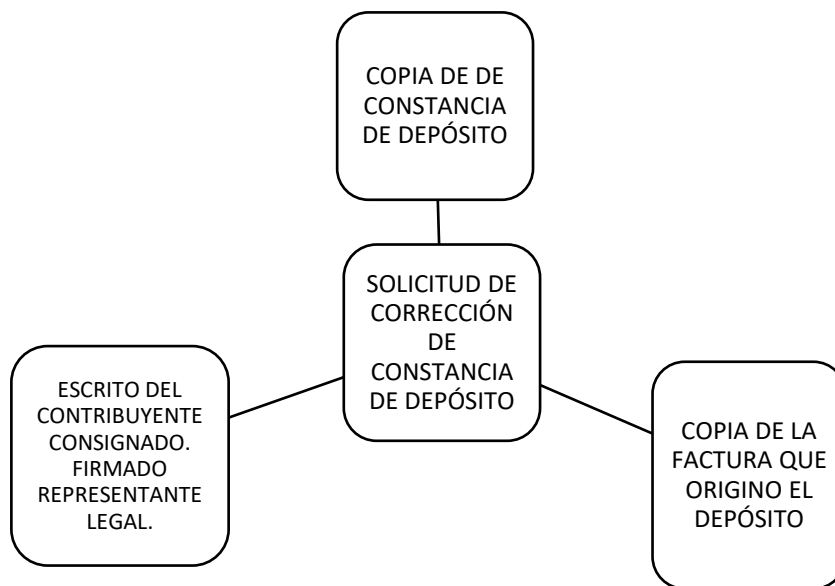 COPIA DE DE
CONSTANCIA
DE DEPÓSITO
SOLICITUD DE
CORRECCIÓN
DE
CONSTANCIA
DE DEPÓSITO
ESCRITO DEL
CONTRIBUYENTE
CONSIGNADO.
FIRMADO
REPRESENTANTE
LEGAL.
COPIA DE LA
FACTURA QUE
ORIGINO EL
DEPÓSITO